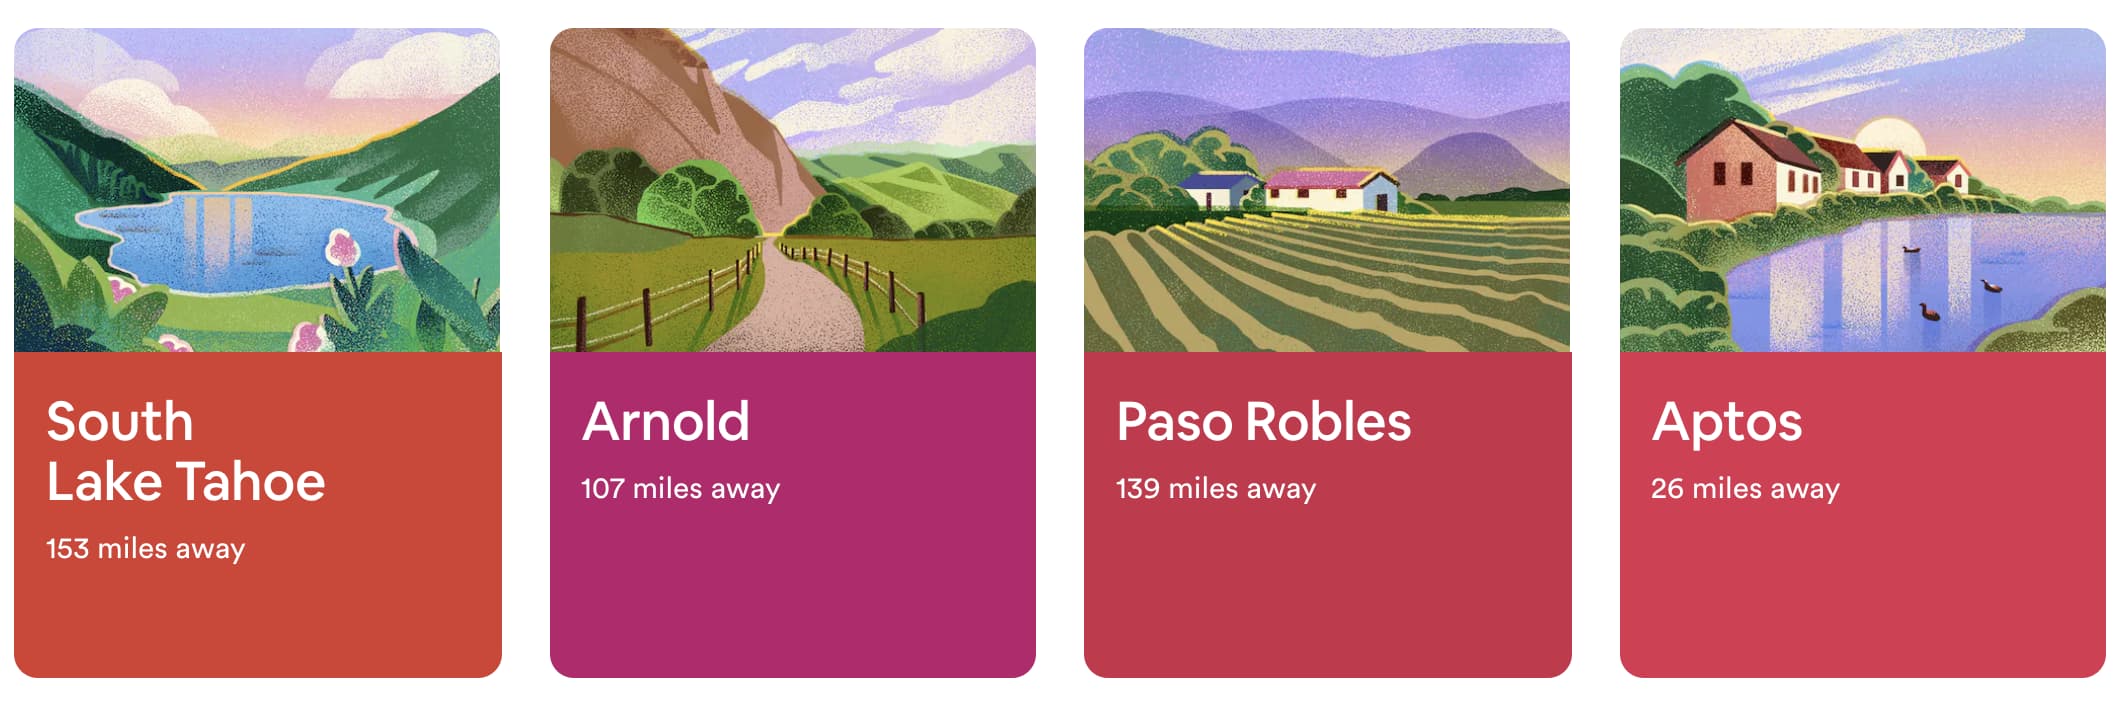 South
Lake Tahoe
153 miles away
Arnold
107 miles away
Paso Robles
139 miles away
Aptos
26 miles away